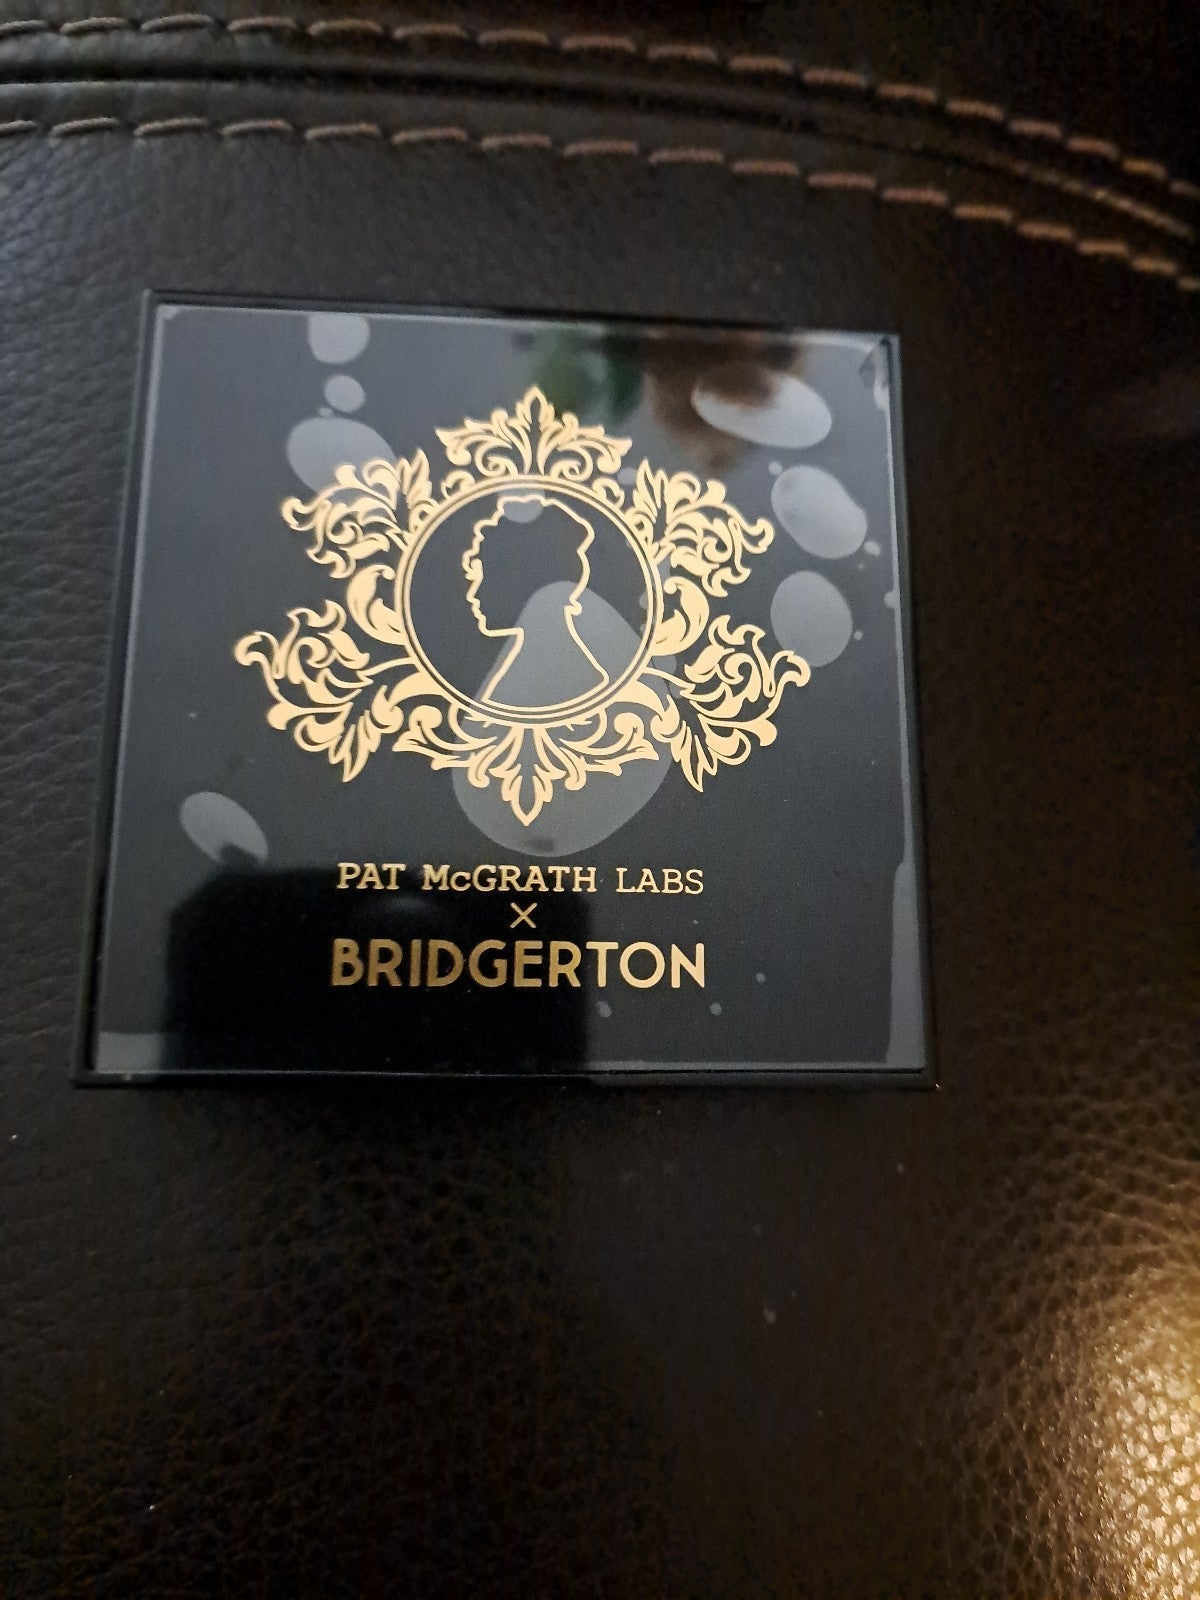 PAT McGRATH LABS
×
BRIDGERTON